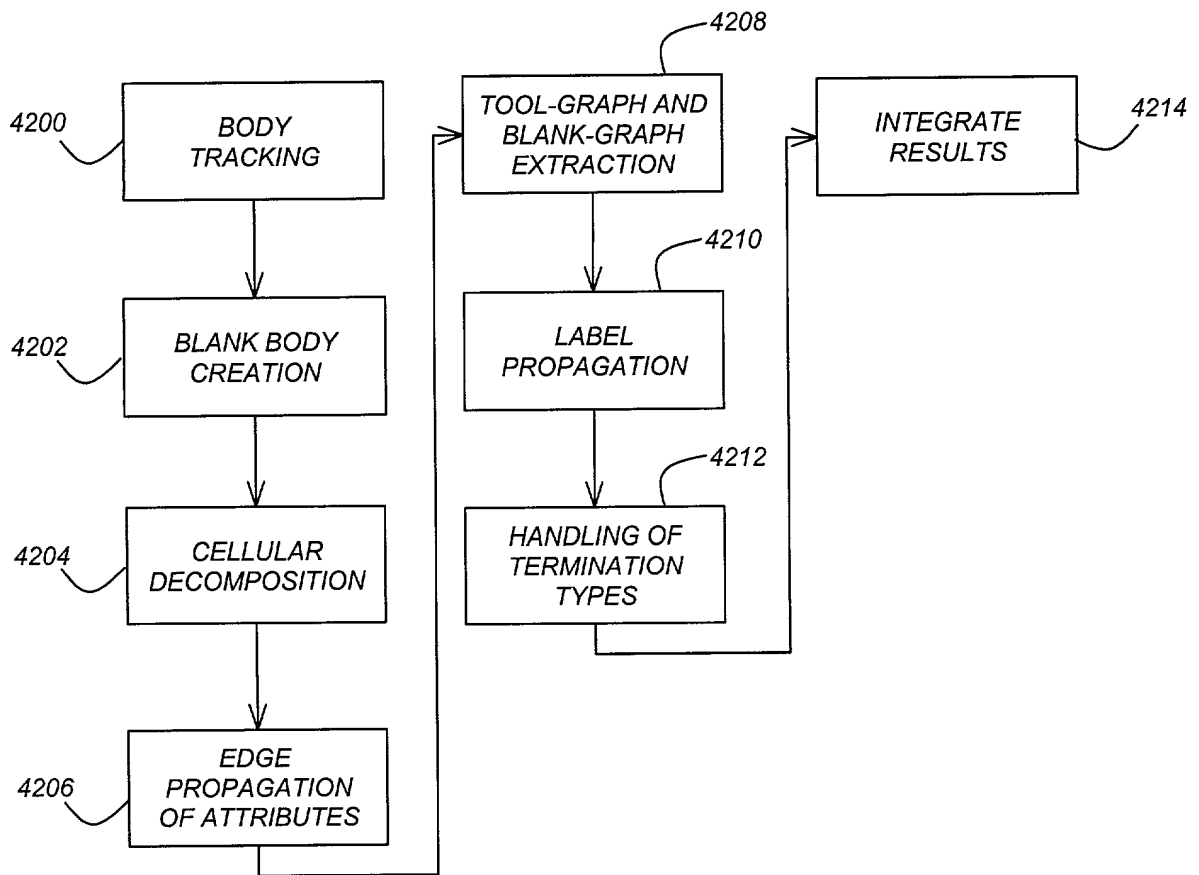 4200
BODY
TRACKING
4202
BLANK BODY
CREATION
4204
CELLULAR
DECOMPOSITION
4206
EDGE
PROPAGATION
OF ATTRIBUTES
4208
TOOL-GRAPH AND
BLANK-GRAPH
EXTRACTION
4210
LABEL
PROPAGATION
4212
HANDLING OF
TERMINATION
TYPES
4214
INTEGRATE
RESULTS